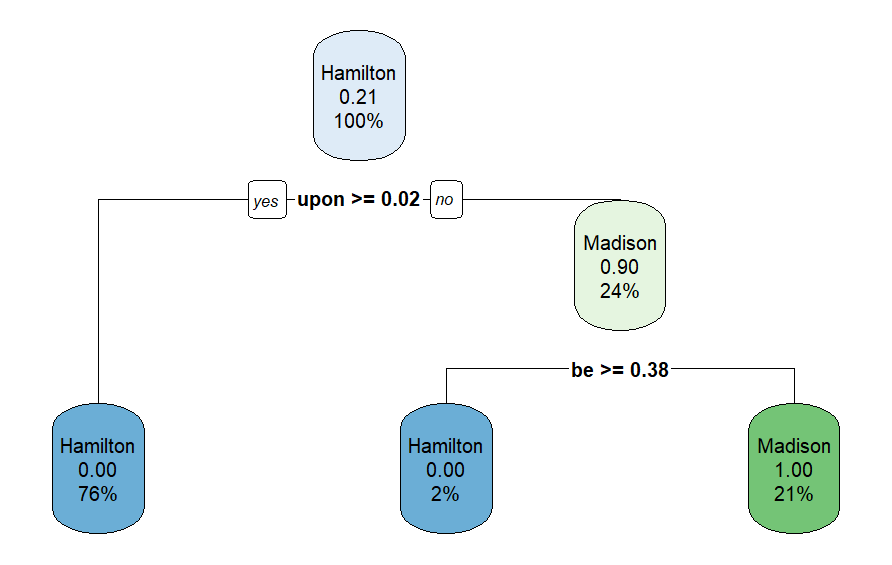 Hamilton
0.21
100%
yes upon >= 0.02 no
Madison
0.90
24%
be >= 0.38
Hamilton
0.00
76%
Hamilton
0.00
2%
Madison
1.00
21%